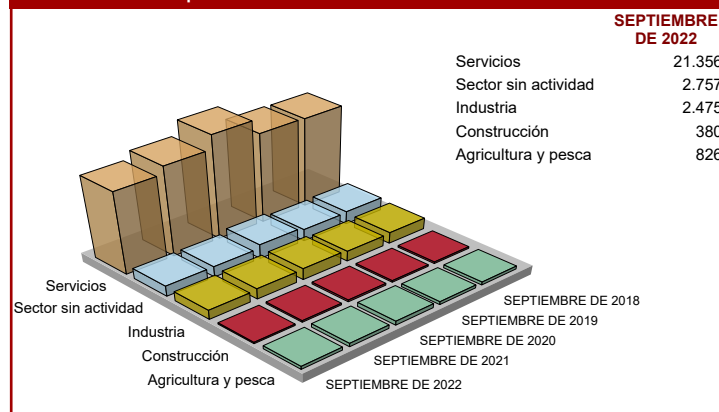 SEPTIEMBRE
DE 2022
Servicios 21.356
Sector sin actividad 2.757
Industria 2.475
Construcción 380
Agricultura y pesca 826
Servicios
Sector sin actividad
Industria
Construcción
Agricultura y pesca
SEPTIEMBRE DE 2018
SEPTIEMBRE DE 2019
SEPTIEMBRE DE 2020
SEPTIEMBRE DE 2021
SEPTIEMBRE DE 2022